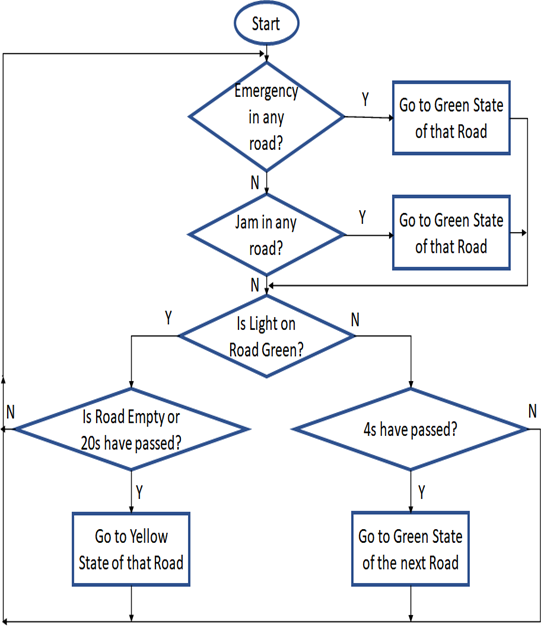 Start
Emergency
in any
road?
Y
Go to Green State
of that Road
N
Jam in any
road?
Y
Go to Green State
of that Road
N
Is Light on
Road Green?
Y
N
Is Road Empty or
20s have passed?
N
4s have passed?
N
Y
Y
Go to Yellow
State of that Road
Go to Green State
of the next Road